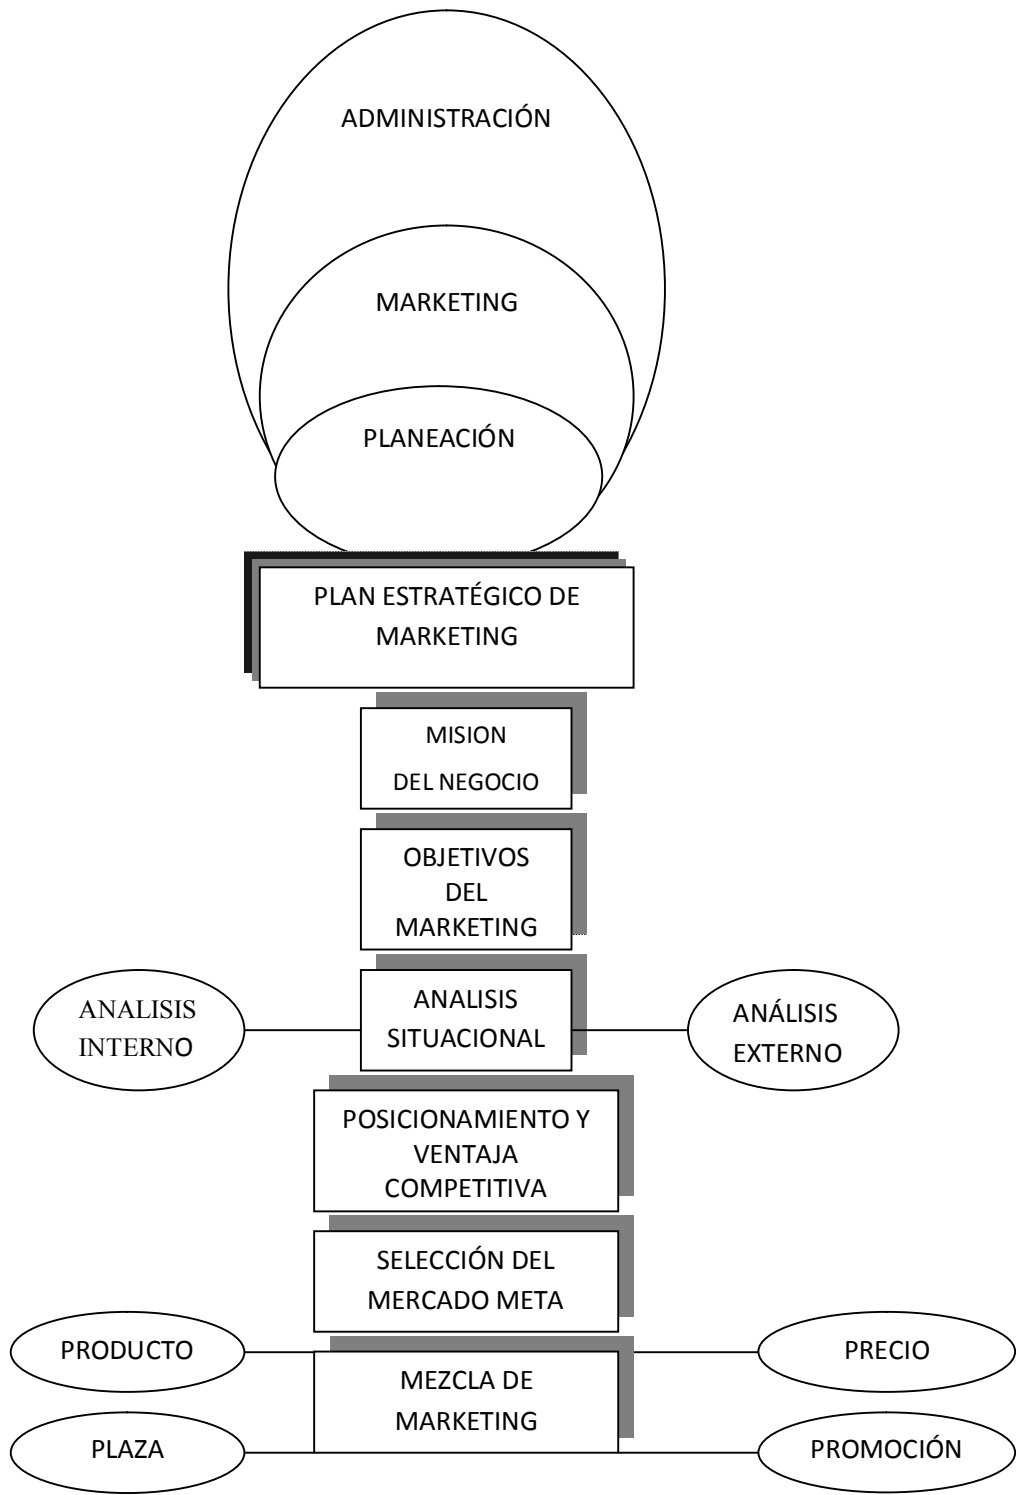 ADMINISTRACIÓN
MARKETING
PLANEACIÓN
PLAN ESTRATÉGICO DE
MARKETING
MISION
DEL NEGOCIO
OBJETIVOS
DEL
MARKETING
ANALISIS
INTERNO
ANALISIS
SITUACIONAL
ANÁLISIS
EXTERNO
POSICIONAMIENTO Y
VENTAJA
COMPETITIVA
SELECCIÓN DEL
MERCADO META
PRODUCTO
PRECIO
MEZCLA DE
MARKETING
PLAZA
PROMOCIÓN